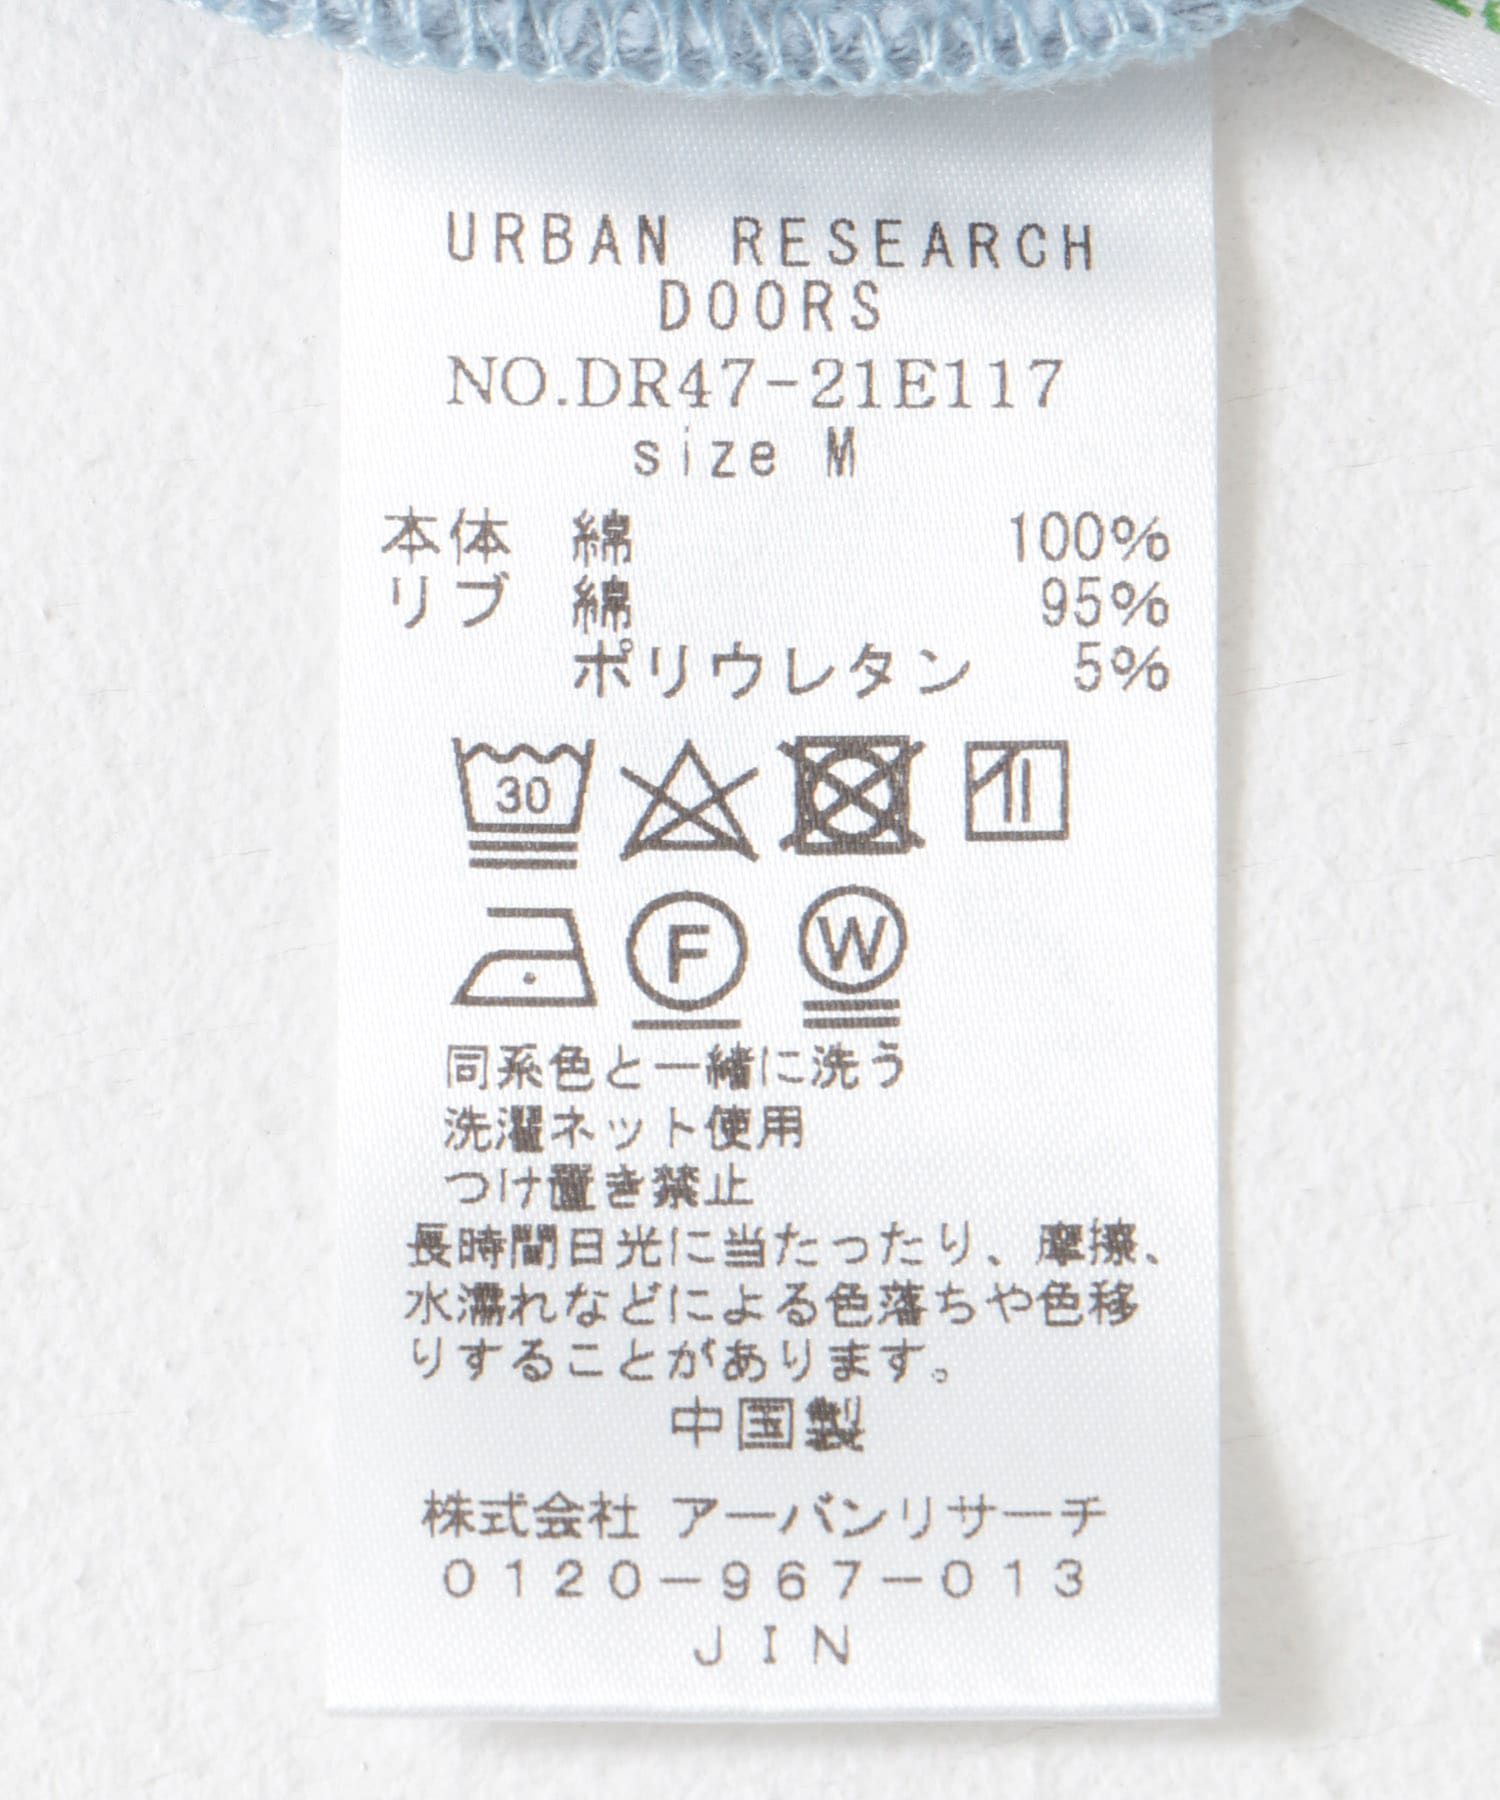 URBAN RESEARCH
DOORS
NO.DR47-21E117
size M
本体 綿 100%
リブ 綿 95%
ポリウレタン 5%
30
F
W
同系色と一緒に洗う
洗濯ネット使用
つけ置き禁止
長時間日光に当たったり、摩擦、
水濡れなどによる色落ちや色移
りすることがあります。
中国製
株式会社 アーバンリサーチ
0120-967-013
JIN